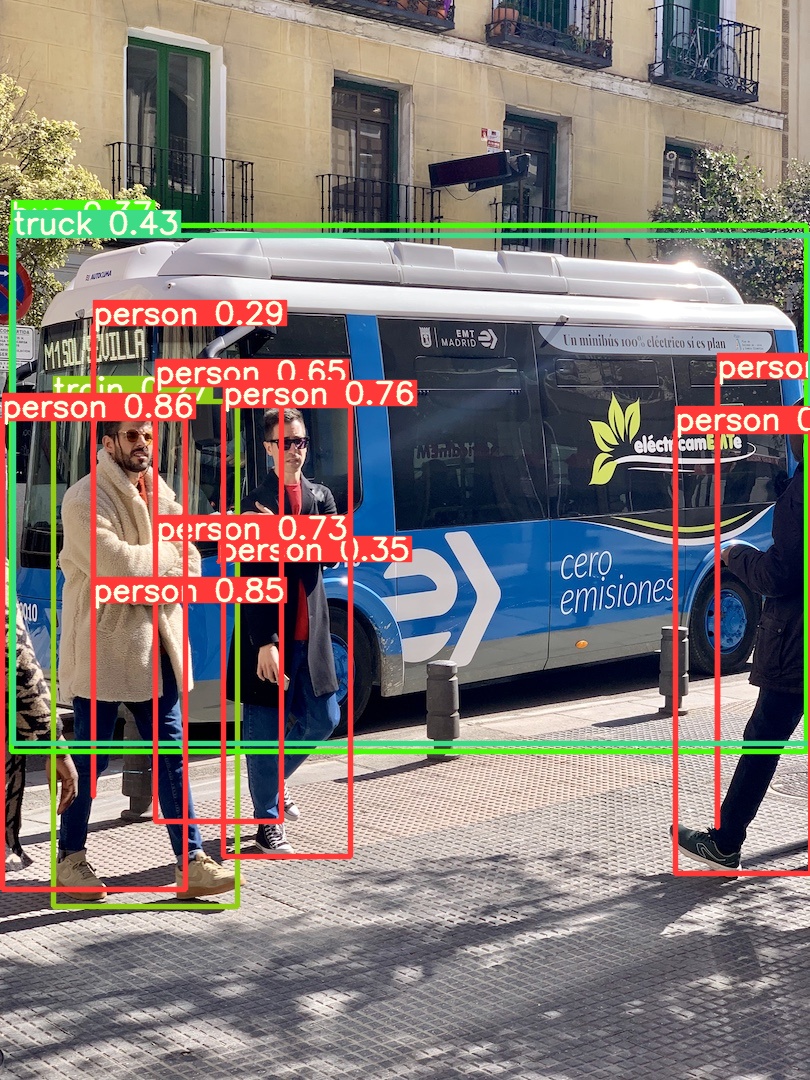 truck 0.43
person 0.29
EMT
MADRID
Un minibús 100% eléctrico sí es plan
M1 SOL/SEVILLA
person 0.65
person 0.76
person 0.86
eléctricamEMTe
person 0.73
person 0.35
person 0.85
cero
emisiones